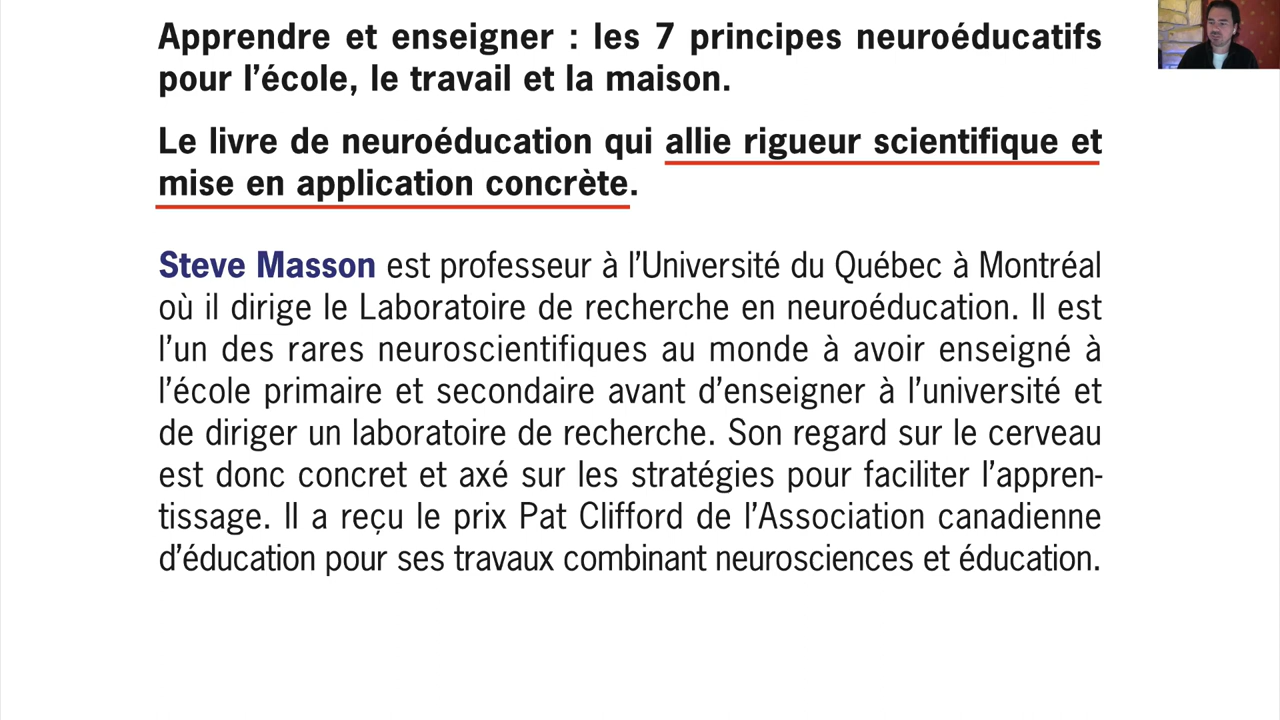 Apprendre et enseigner : les 7 principes neuroéducatifs
pour l’école, le travail et la maison.
Le livre de neuroéducation qui allie rigueur scientifique et
mise en application concrète.
Steve Masson est professeur à l’Université du Québec à Montréal
où il dirige le Laboratoire de recherche en neuroéducation. Il est
l’un des rares neuroscientifiques au monde à avoir enseigné à
l’école primaire et secondaire avant d’enseigner à l’université et
de diriger un laboratoire de recherche. Son regard sur le cerveau
est donc concret et axé sur les stratégies pour faciliter l’appren-
tissage. Il a reçu le prix Pat Clifford de l’Association canadienne
d’éducation pour ses travaux combinant neurosciences et éducation.